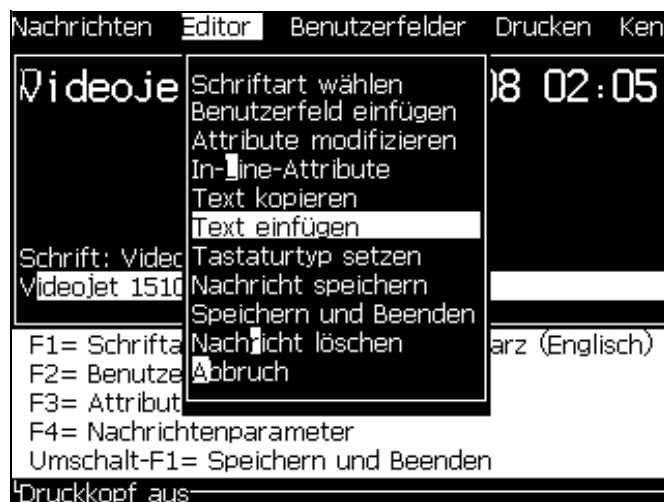 Nachrichten Editor Benutzerfelder Drucken Ken
Videoje 08 02:05
Schriftart wählen
Benutzerfeld einfügen
Attribute modifizieren
In-Line-Attribute
Text kopieren
Text einfügen
Tastaturtyp setzen
Nachricht speichern
Speichern und Beenden
Nachricht löschen
Abbruch
Schrift: Videc
Videojet 1510
F1= Schrifta arz (Englisch)
F2= Benutze
F3= Attribut
F4= Nachrichtenparameter
Umschalt-F1= Speichern und Beenden
Druckkopf aus